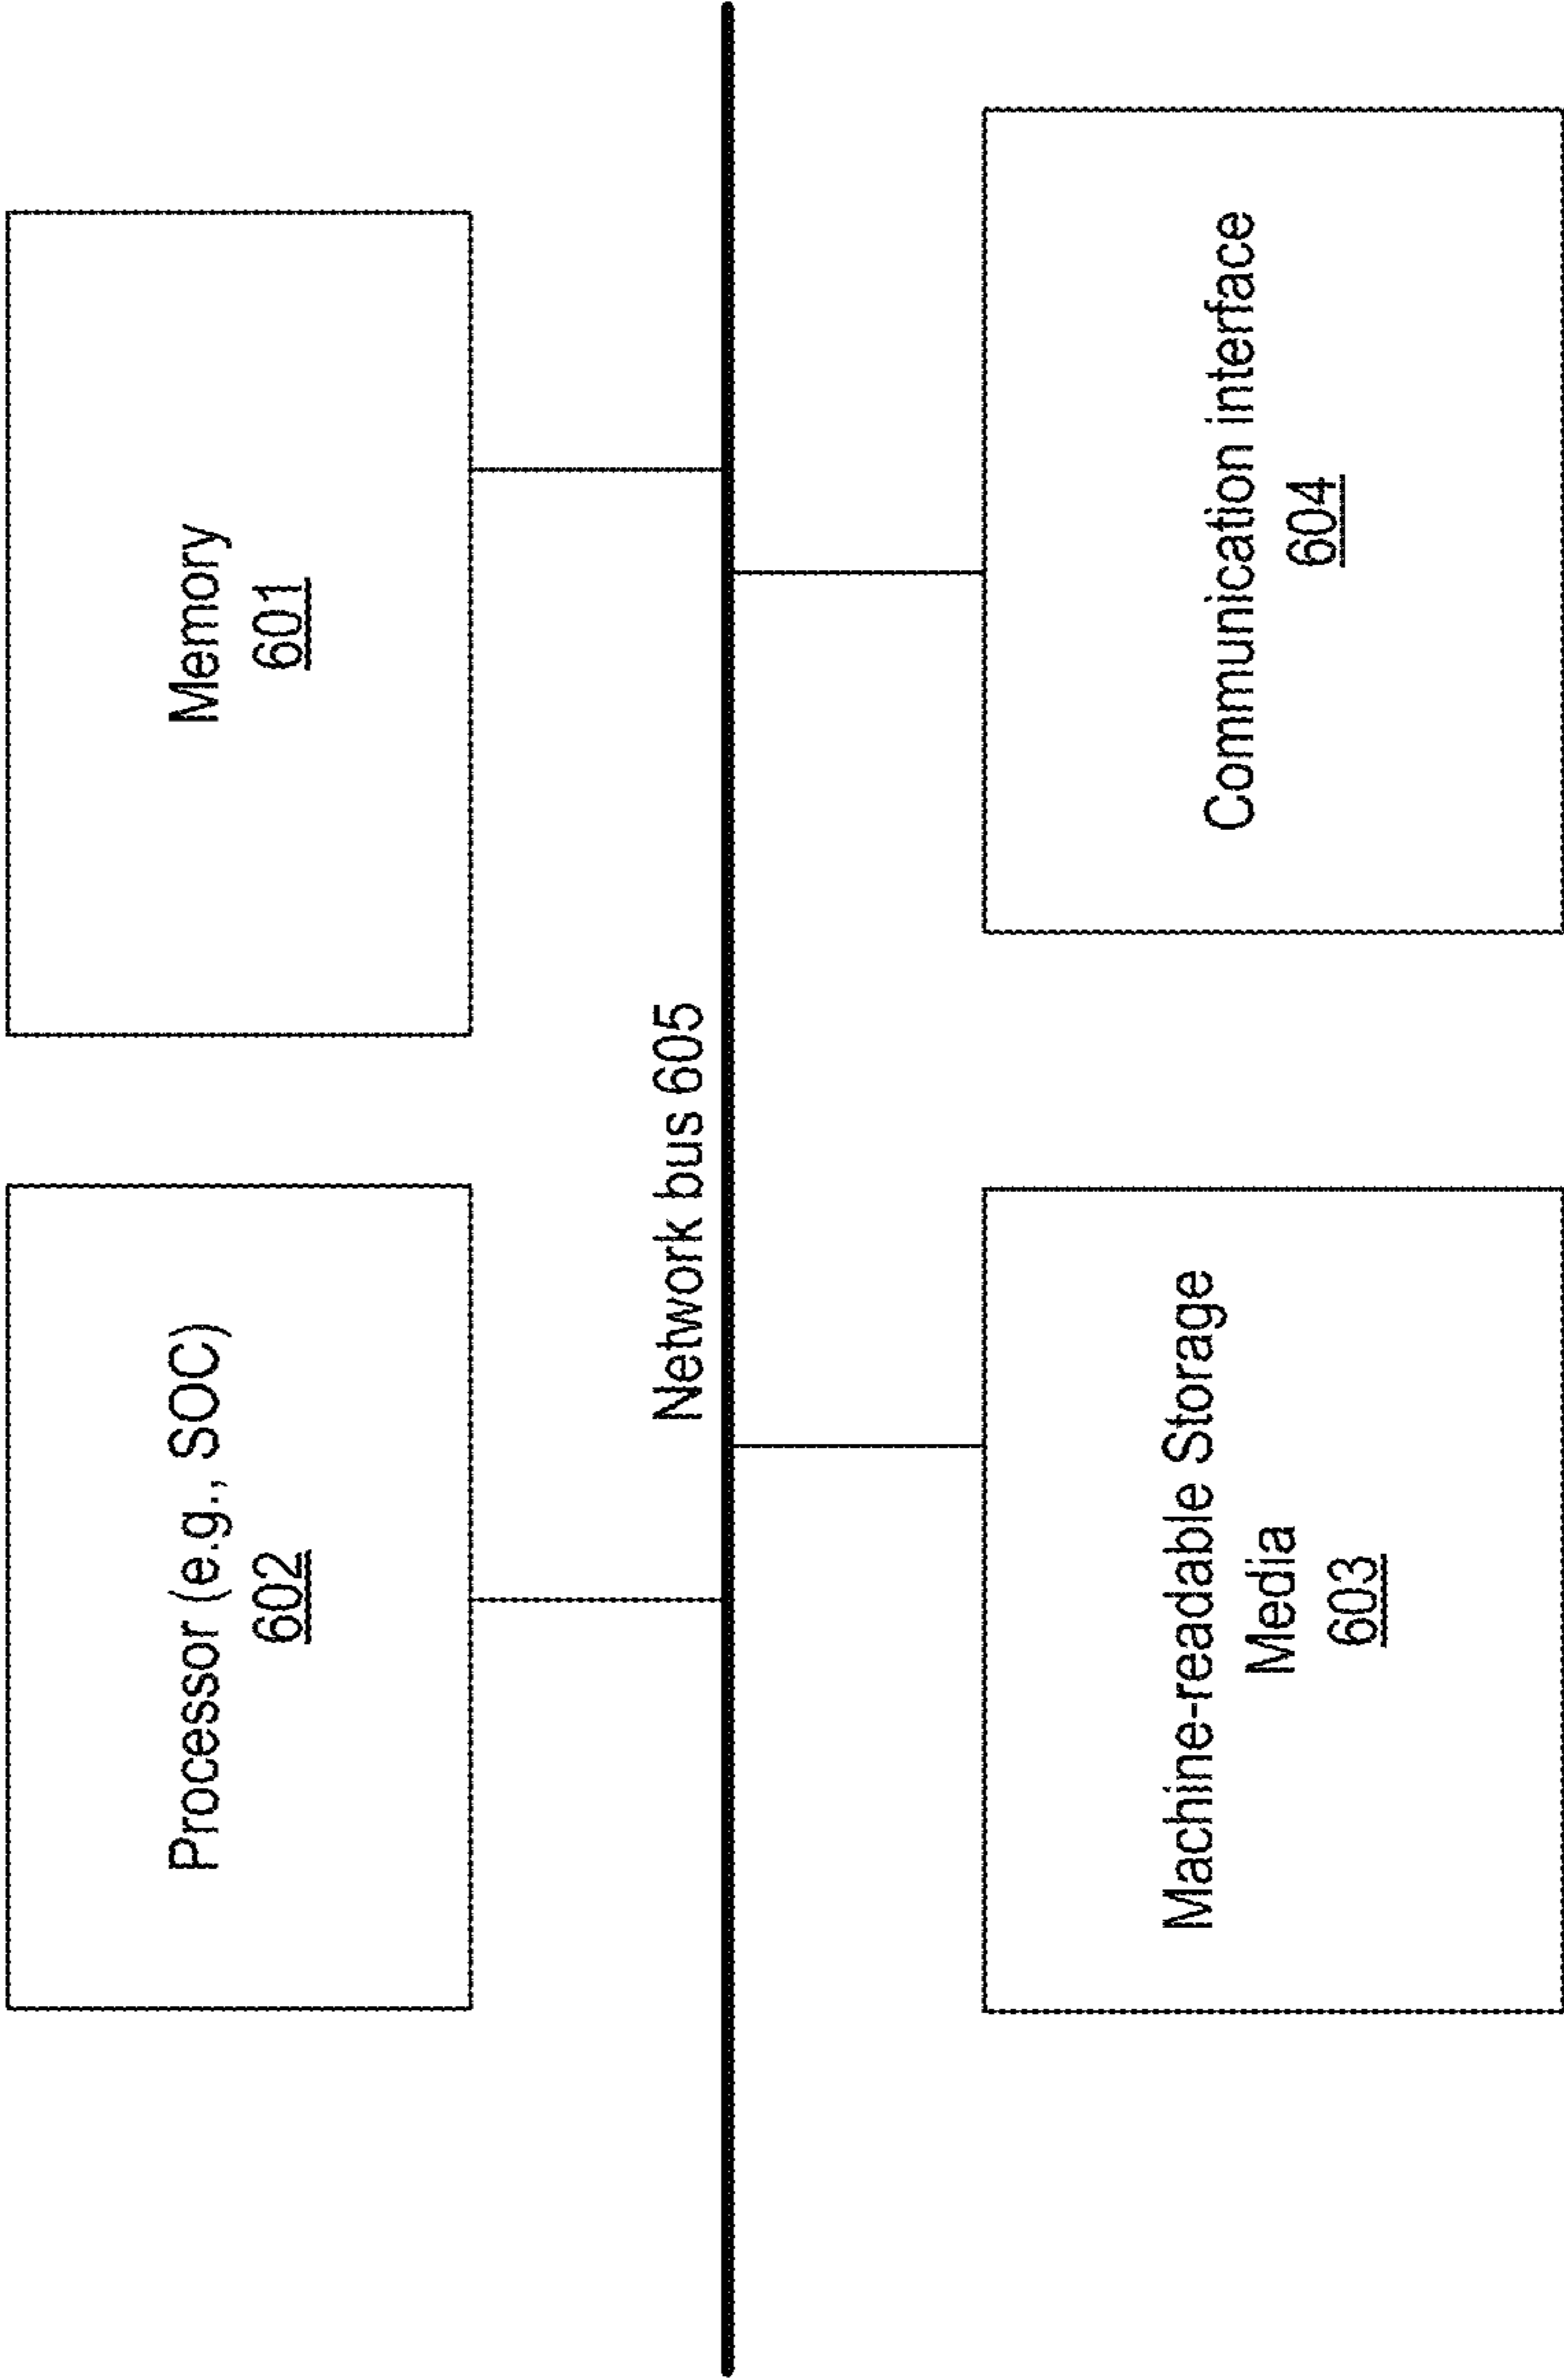 Processor (e.g., SOC)
602
Memory
601
Network bus 605
Machine-readable Storage
Media
603
Communication interface
604